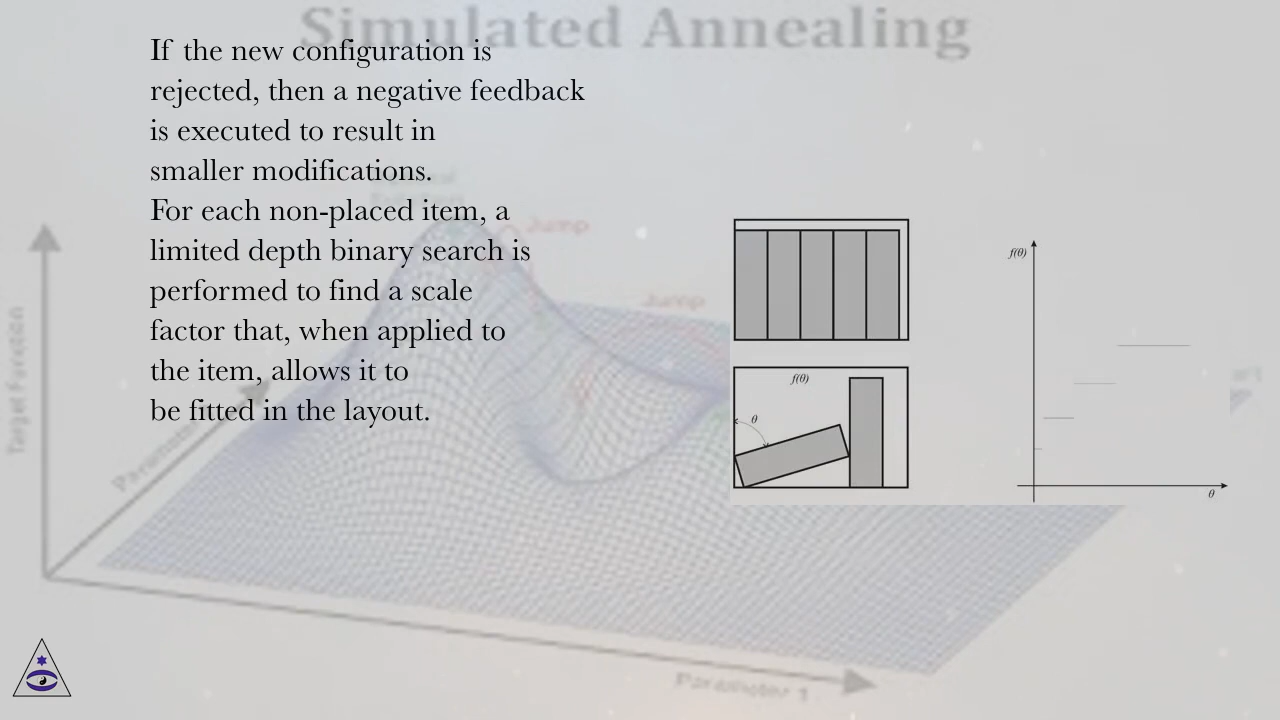 Simulated Annealing
If the new configuration is
rejected, then a negative feedback
is executed to result in
smaller modifications.
For each non-placed item, a
limited depth binary search is
performed to find a scale
factor that, when applied to
the item, allows it to
be fitted in the layout.
Jump
Jump
Target Function
Parameter 1
f(θ)
θ
f(θ)
θ